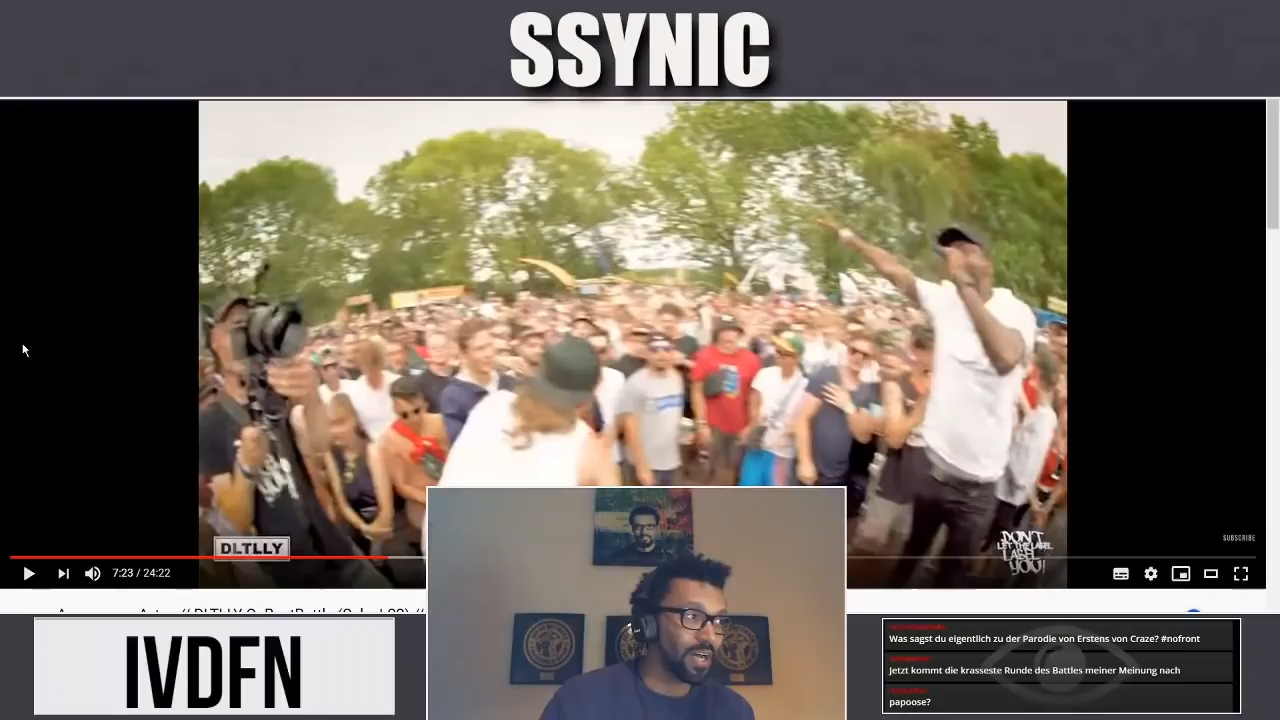 SSYNIC
DLTLLY
DON'T
LET THE LABEL
LABEL
YOU!
SUBSCRIBE
7:23 / 24:22
IVDFN
Was sagst du eigentlich zu der Parodie von Erstens von Craze? #nofront
Jetzt kommt die krasseste Runde des Battles meiner Meinung nach
papoose?